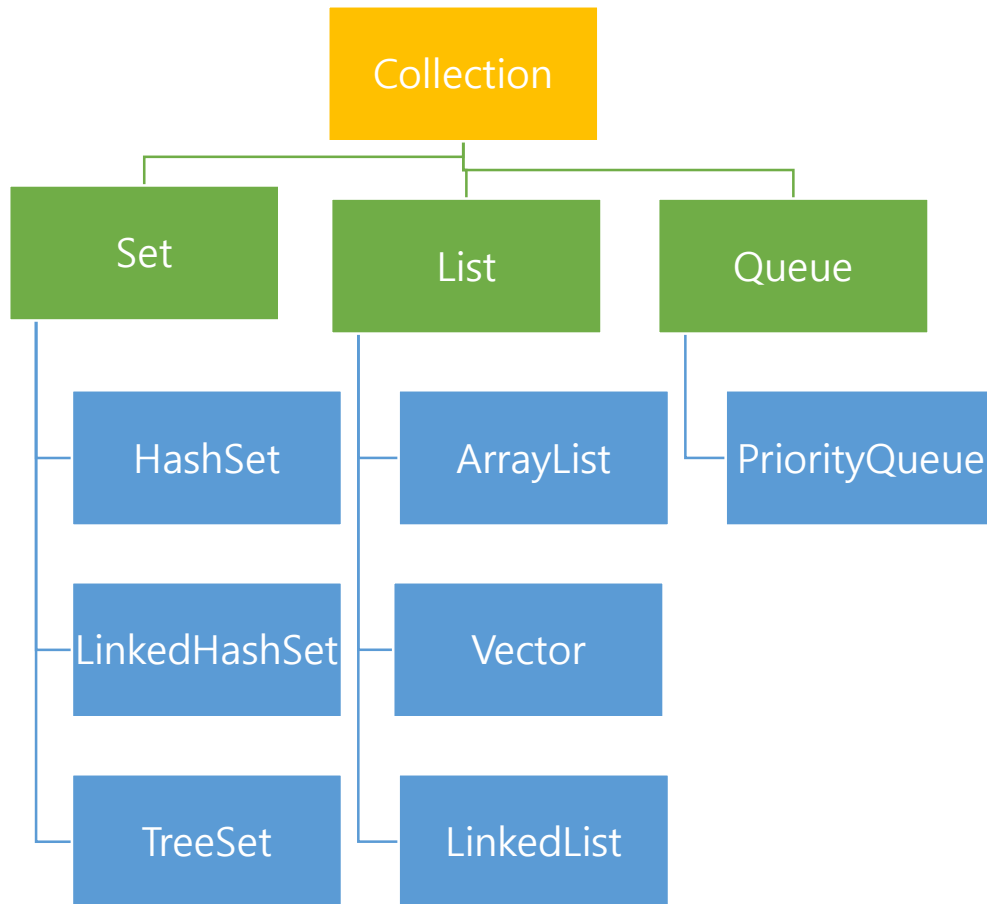 Collection
Set
List
Queue
HashSet
ArrayList
PriorityQueue
LinkedHashSet
Vector
TreeSet
LinkedList